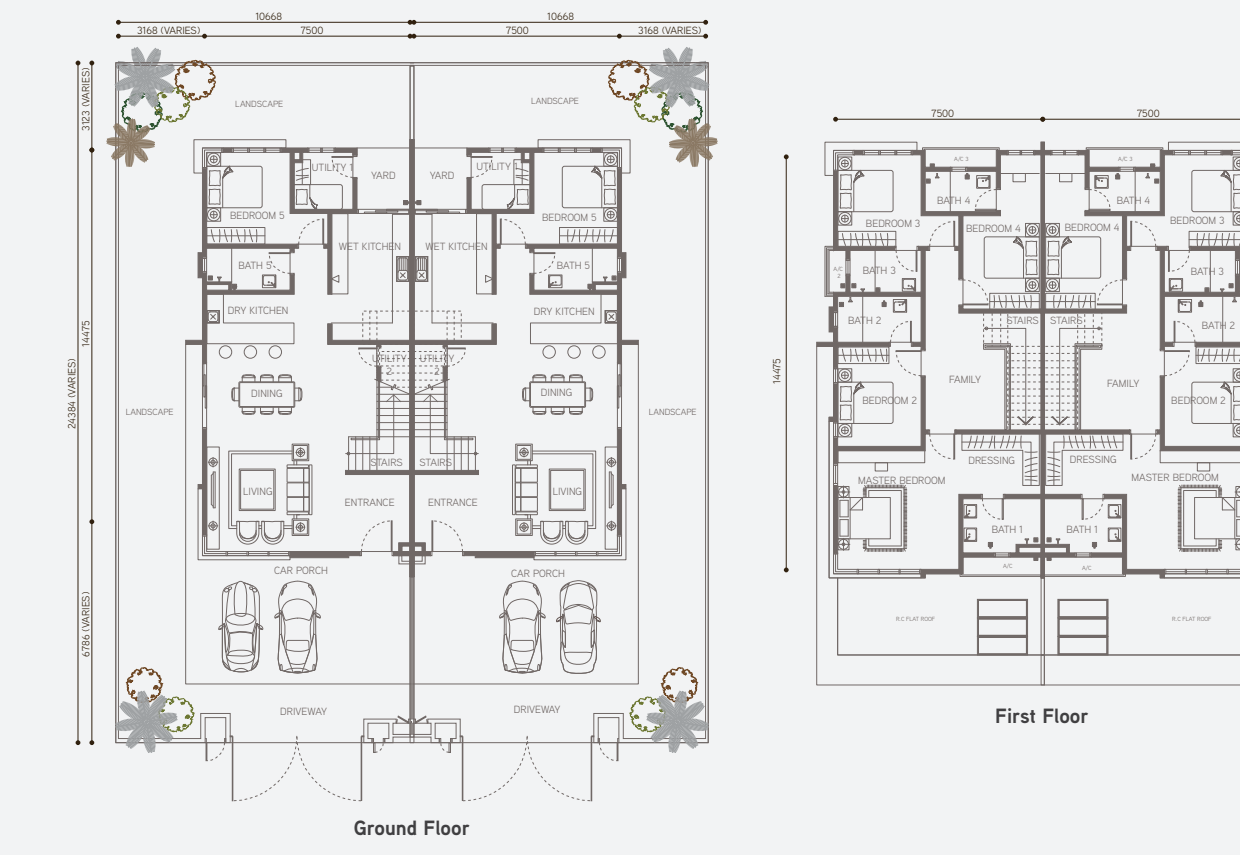 10668 10668
3168 (VARIES) 7500 7500 3168 (VARIES)
3123 (VARIES)
14475
24384 (VARIES)
6786 (VARIES)
LANDSCAPE LANDSCAPE
UTILITY 1 YARD YARD UTILITY 1
BEDROOM 5 BEDROOM 5
WET KITCHEN WET KITCHEN
BATH 5 BATH 5
DRY KITCHEN DRY KITCHEN
UTILITY UTILITY
2 2
DINING DINING
LANDSCAPE LANDSCAPE
STAIRS STAIRS
LIVING LIVING
ENTRANCE ENTRANCE
CAR PORCH CAR PORCH
DRIVEWAY DRIVEWAY
Ground Floor
7500 7500
14475
A/C 3 A/C 3
BATH 4 BATH 4
BEDROOM 3 BEDROOM 4 BEDROOM 4 BEDROOM 3
A/C
2
BATH 3 BATH 3
BATH 2 STAIRS STAIRS BATH 2
FAMILY FAMILY
BEDROOM 2 BEDROOM 2
DRESSING DRESSING
MASTER BEDROOM MASTER BEDROOM
BATH 1 BATH 1
A/C A/C
R.C FLAT ROOF R.C FLAT ROOF
First Floor